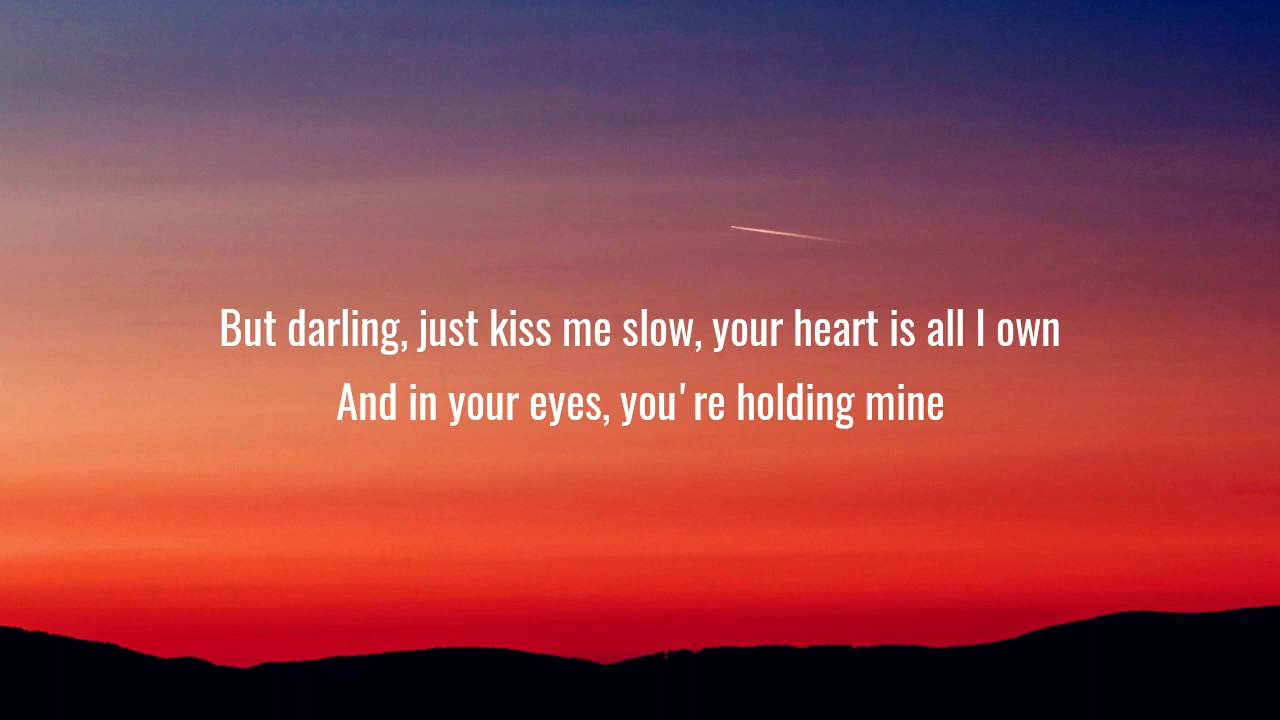 But darling, just kiss me slow, your heart is all I own
And in your eyes, you're holding mine